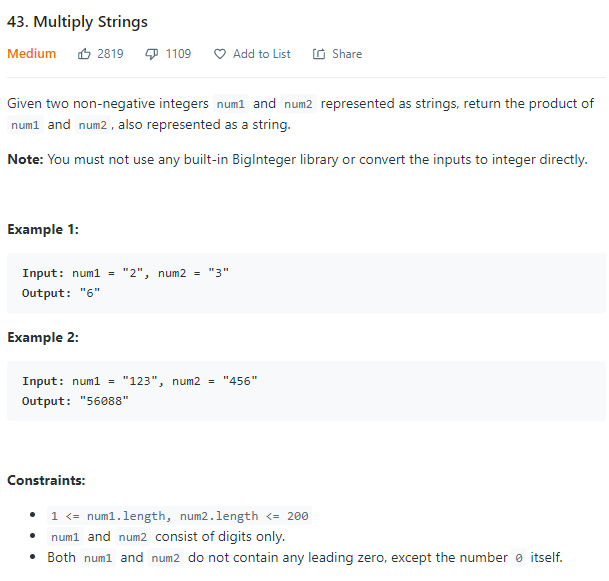 43. Multiply Strings
Medium 2819 1109 Add to List Share
Given two non-negative integers num1 and num2 represented as strings, return the product of
num1 and num2, also represented as a string.
Note: You must not use any built-in BigInteger library or convert the inputs to integer directly.
Example 1:
Input: num1 = "2", num2 = "3"
Output: "6"
Example 2:
Input: num1 = "123", num2 = "456"
Output: "56088"
Constraints:
• 1 <= num1.length, num2.length <= 200
• num1 and num2 consist of digits only.
• Both num1 and num2 do not contain any leading zero, except the number 0 itself.